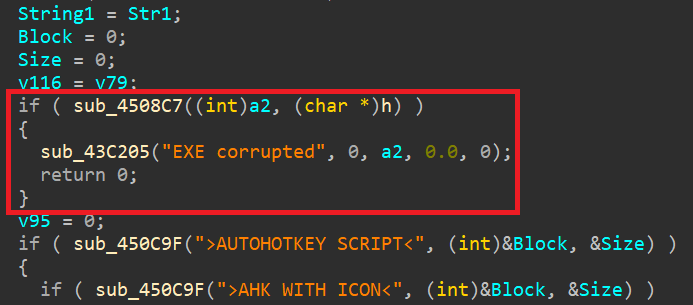 String1 = Str1;
Block = 0;
Size = 0;
v116 = v79;
if ( sub_4508C7((int)a2, (char *)h) )
{
sub_43C205("EXE corrupted", 0, a2, 0.0, 0);
return 0;
}
v95 = 0;
if ( sub_450C9F(">AUTOHOTKEY SCRIPT<", (int)&Block, &Size) )
{
if ( sub_450C9F(">AHK WITH ICON<", (int)&Block, &Size) )